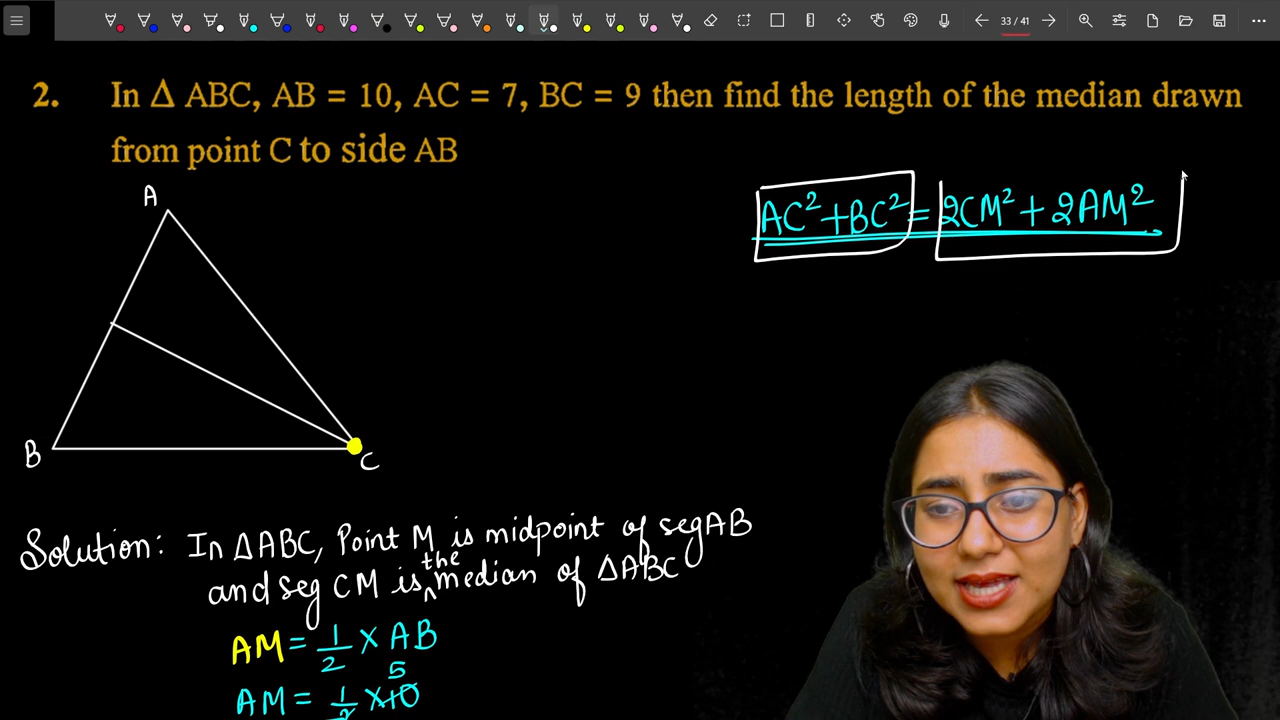 33 / 41
2. In Δ ABC, AB = 10, AC = 7, BC = 9 then find the length of the median drawn
from point C to side AB
A
AC² + BC² = 2CM² + 2AM²
B
C
Solution: In ΔABC, Point M is midpoint of seg AB
and seg CM is the median of ΔABC
AM = 1/2 × AB
5
AM = 1/2 × 10